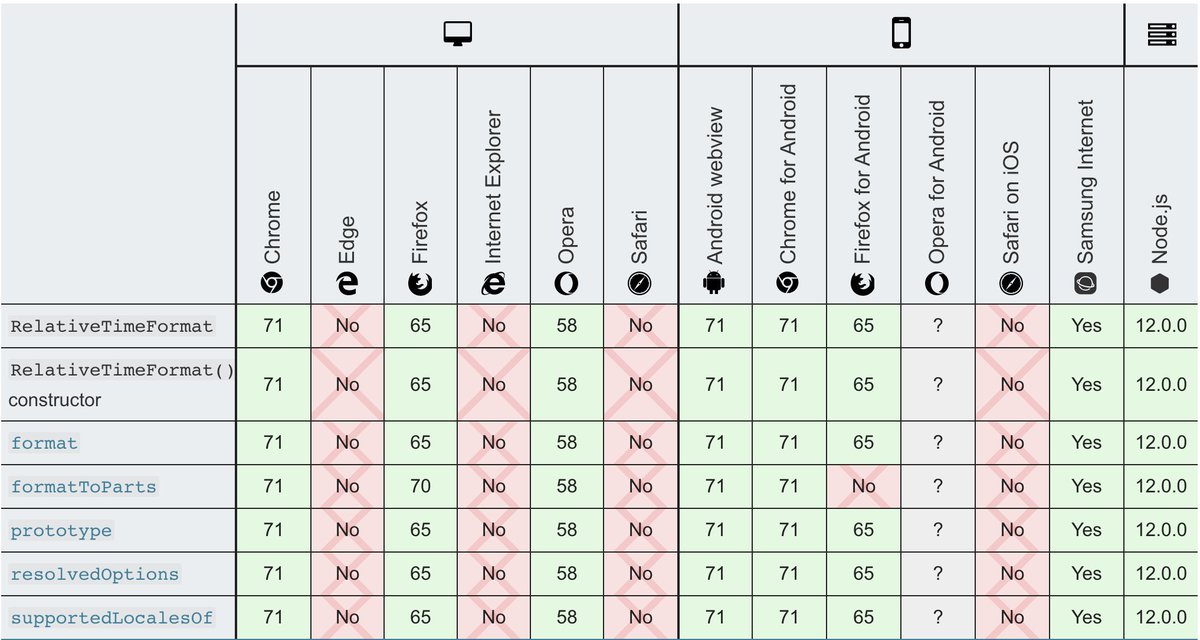 Chrome Edge Firefox Internet Explorer Opera Safari Android webview Chrome for Android Firefox for Android Opera for Android Safari on iOS Samsung Internet Node.js
RelativeTimeFormat 71 No 65 No 58 No 71 71 65 ? No Yes 12.0.0
RelativeTimeFormat()
constructor 71 No 65 No 58 No 71 71 65 ? No Yes 12.0.0
format 71 No 65 No 58 No 71 71 65 ? No Yes 12.0.0
formatToParts 71 No 70 No 58 No 71 71 No ? No Yes 12.0.0
prototype 71 No 65 No 58 No 71 71 65 ? No Yes 12.0.0
resolvedOptions 71 No 65 No 58 No 71 71 65 ? No Yes 12.0.0
supportedLocalesOf 71 No 65 No 58 No 71 71 65 ? No Yes 12.0.0